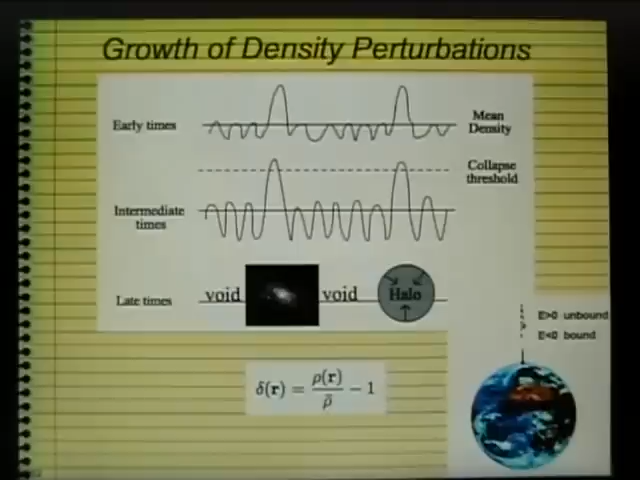 Growth of Density Perturbations
Early times
Mean
Density
Collapse
threshold
Intermediate
times
Late times
void
void
Halo
E>0 unbound
E<0 bound
δ(r) = ρ(r)/ρ̄ − 1